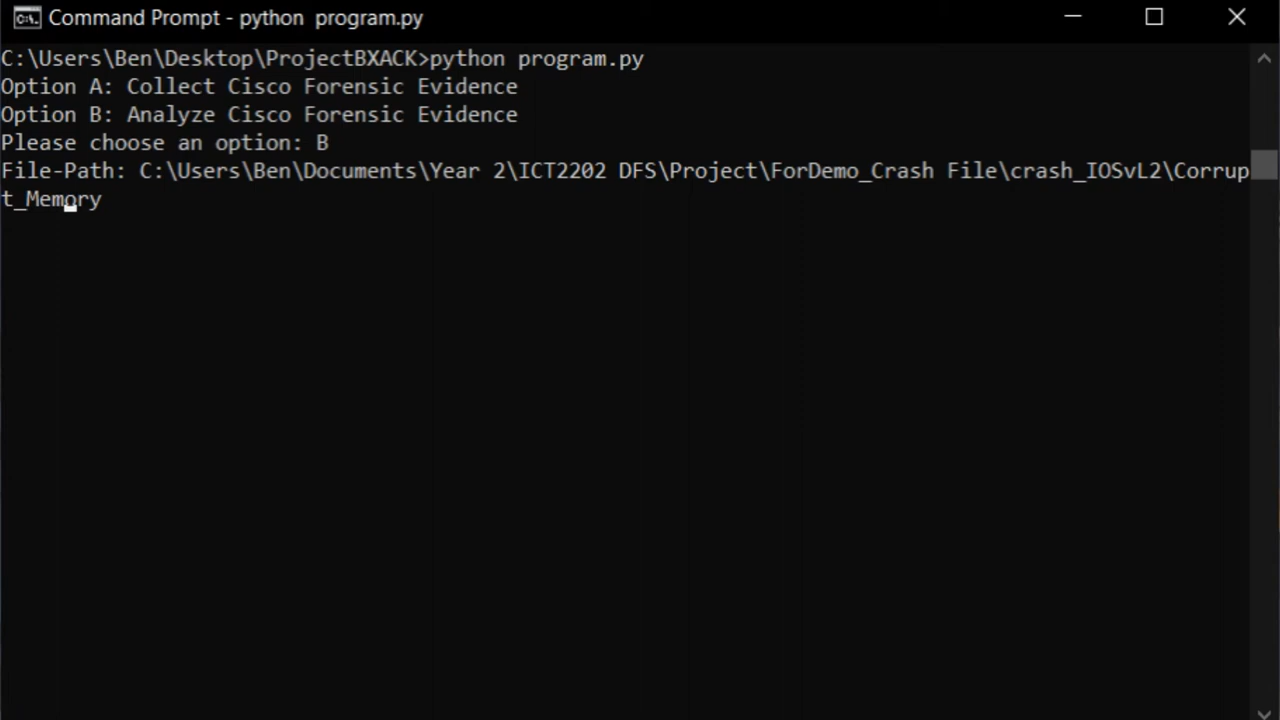 Command Prompt - python  program.py
C:\Users\Ben\Desktop\ProjectBXACK>python program.py
Option A: Collect Cisco Forensic Evidence
Option B: Analyze Cisco Forensic Evidence
Please choose an option: B
File-Path: C:\Users\Ben\Documents\Year 2\ICT2202 DFS\Project\ForDemo_Crash File\crash_IOSvL2\Corrup
t_Memory